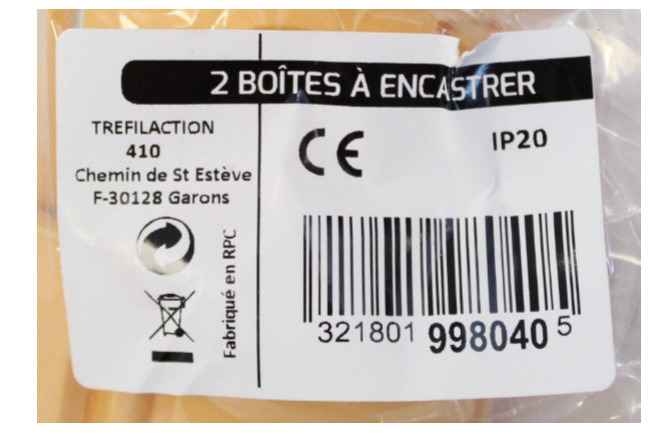 2 BOÎTES À ENCASTRER
TREFILACTION
410
Chemin de St Estève
F-30128 Garons
Fabriqué en RPC
CE
IP20
321801 998040 5